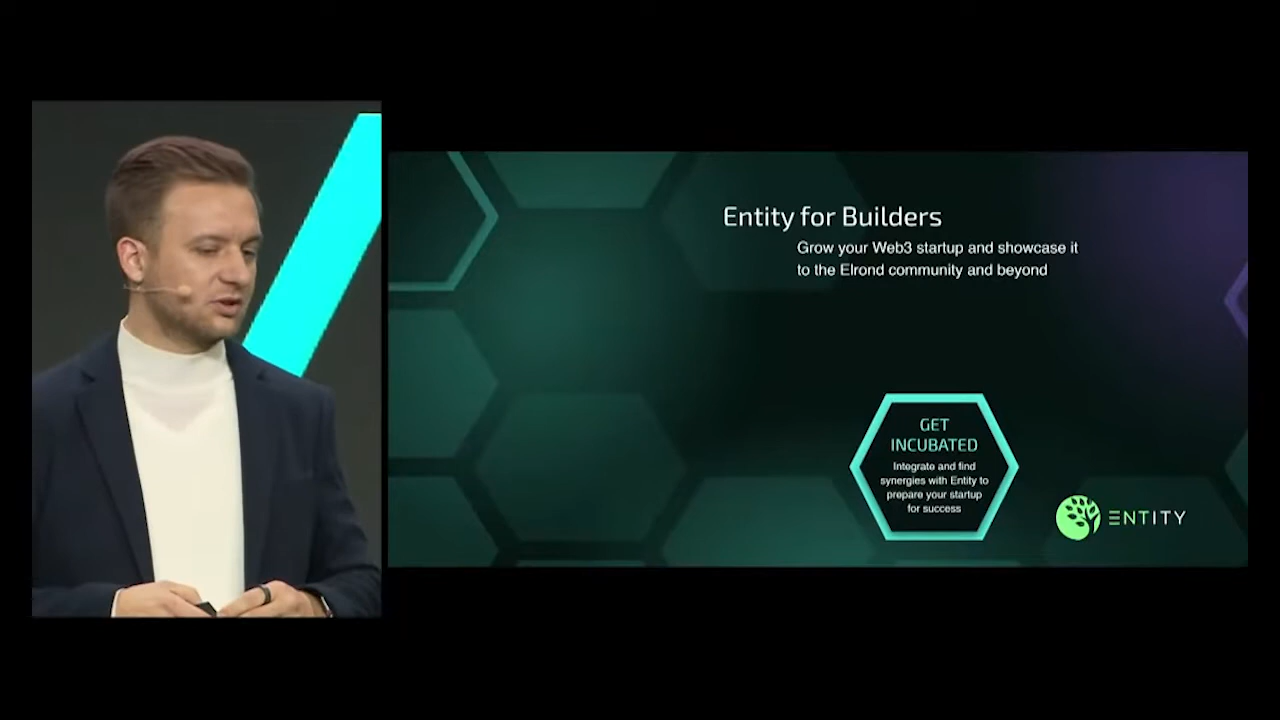 Entity for Builders
Grow your Web3 startup and showcase it
to the Elrond community and beyond
GET
INCUBATED
Integrate and find
synergies with Entity to
prepare your startup
for success
ENTITY